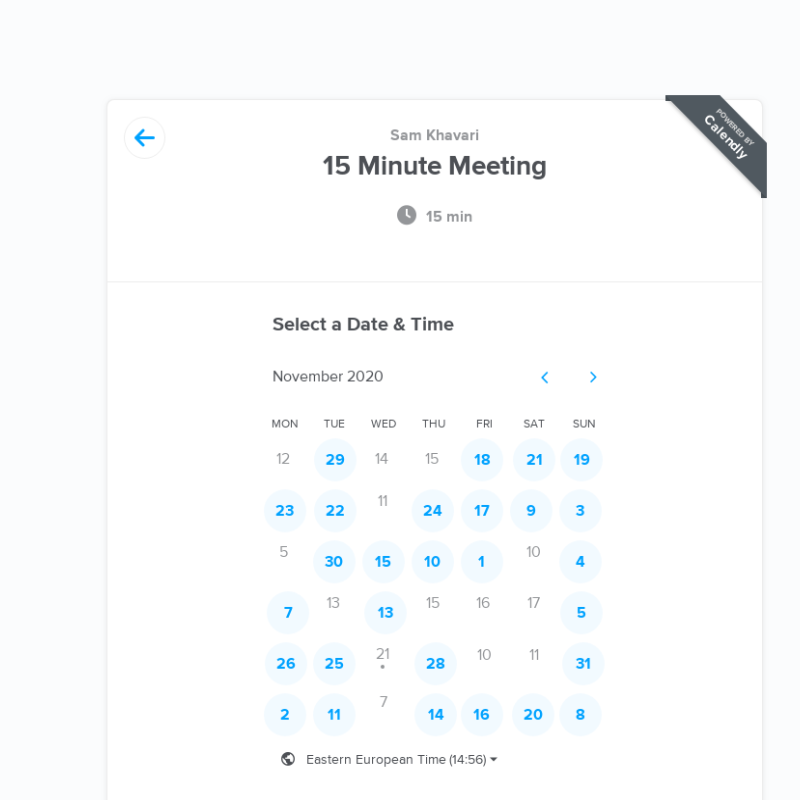 POWERED BY
Calendly
Sam Khavari
15 Minute Meeting
15 min
Select a Date & Time
November 2020
MON TUE WED THU FRI SAT SUN
12 29 14 15 18 21 19
23 22 11 24 17 9 3
5 30 15 10 1 10 4
7 13 13 15 16 17 5
26 25 21 28 10 11 31
2 11 7 14 16 20 8
Eastern European Time (14:56)